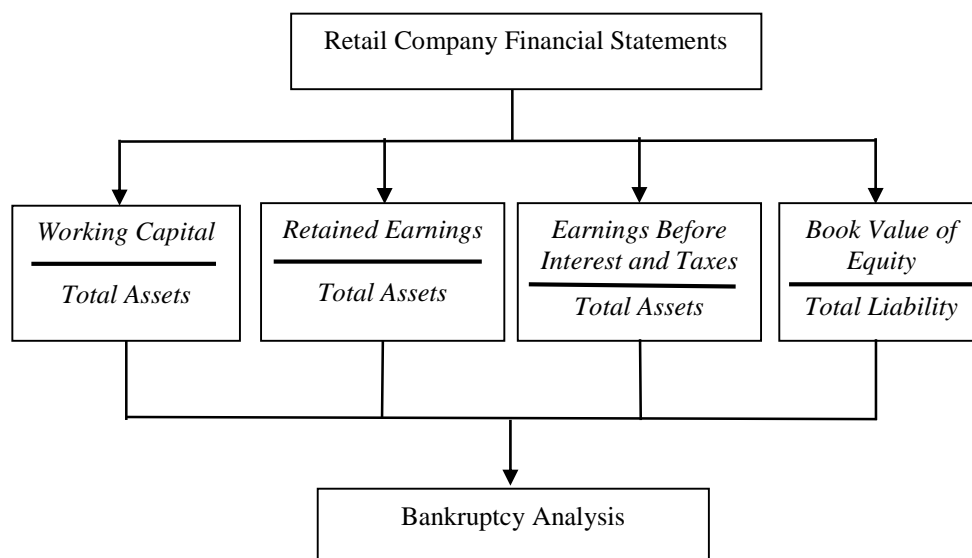 Retail Company Financial Statements
Working Capital
Total Assets
Retained Earnings
Total Assets
Earnings Before
Interest and Taxes
Total Assets
Book Value of
Equity
Total Liability
Bankruptcy Analysis